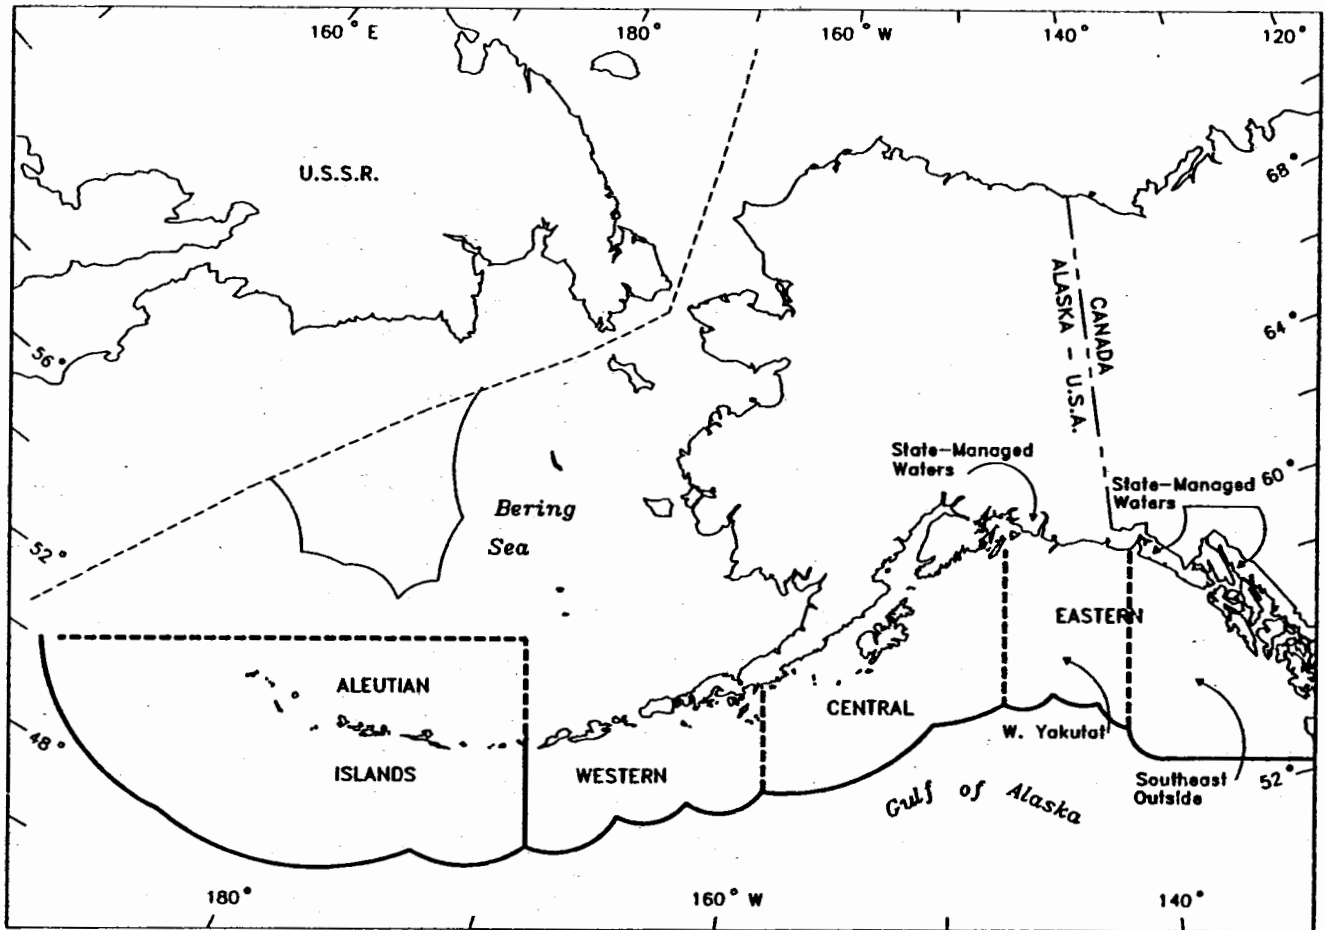 160° E
180°
160° W
140°
120°
U.S.S.R.
68°
ALASKA – U.S.A.
CANADA
64°
56°
State-Managed
Waters
60°
State-Managed
Waters
Bering
Sea
52°
EASTERN
ALEUTIAN
CENTRAL
48°
W. Yakutat
ISLANDS
WESTERN
Southeast
Outside
52°
Gulf of Alaska
180°
160° W
140°